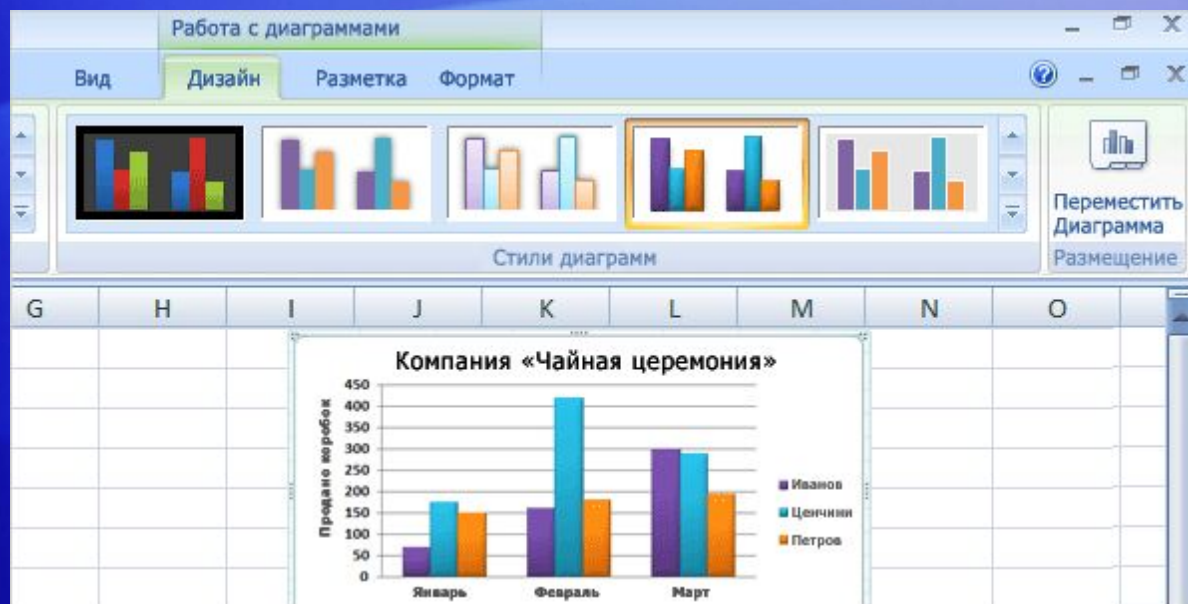 Работа с диаграммами
Вид Дизайн Разметка Формат
Переместить
Диаграмма
Стили диаграмм Размещение
G H I J K L M N O
Компания «Чайная церемония»
Продано коробок
450
400
350
300
250
200
150
100
50
0
Январь Февраль Март
Иванов
Ценчини
Петров